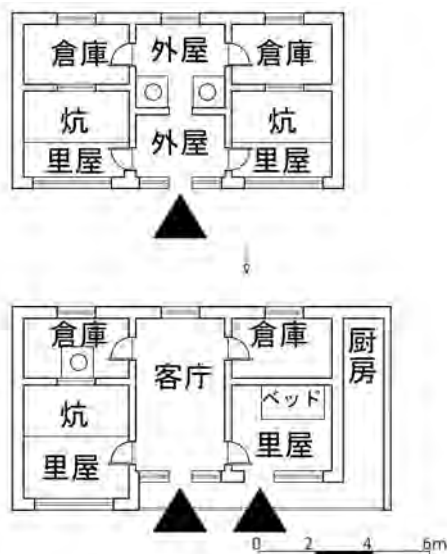 倉庫 外屋 倉庫
炕 外屋 炕
里屋 里屋
倉庫 客庁 倉庫 厨房
炕 ベッド
里屋 里屋
0 2 4 6m